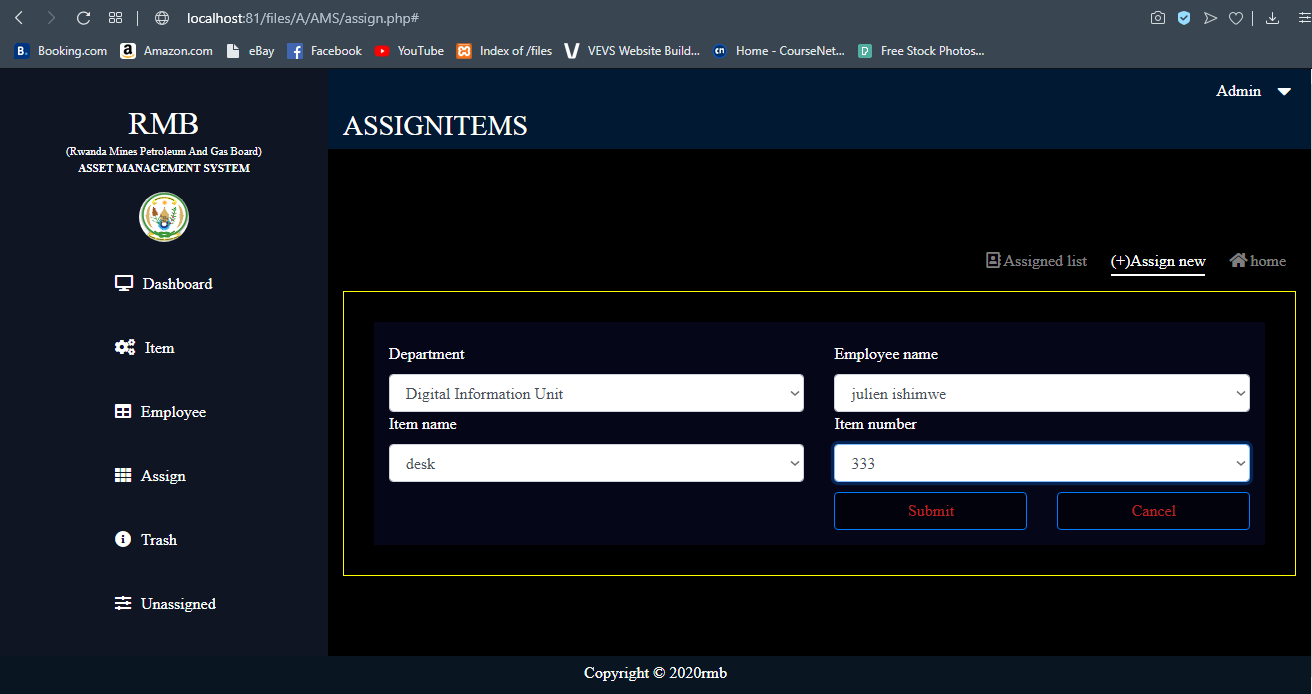 localhost:81/files/A/AMS/assign.php#
Booking.com Amazon.com eBay Facebook YouTube Index of /files VEVS Website Build... Home - CourseNet... Free Stock Photos...
Admin
RMB
(Rwanda Mines Petroleum And Gas Board)
ASSET MANAGEMENT SYSTEM
Dashboard
Item
Employee
Assign
Trash
Unassigned
ASSIGNITEMS
Assigned list (+)Assign new home
Department Employee name
Digital Information Unit julien ishimwe
Item name Item number
desk 333
Submit Cancel
Copyright © 2020rmb